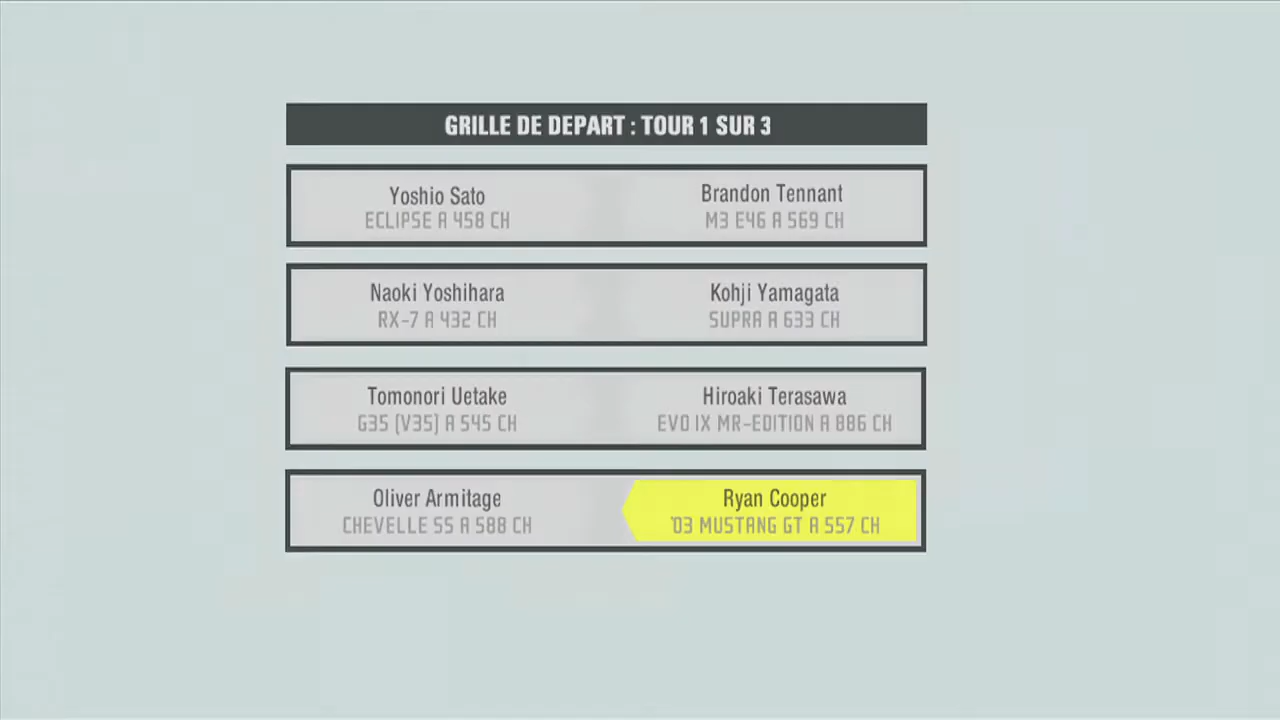 GRILLE DE DEPART : TOUR 1 SUR 3
Yoshio Sato
ECLIPSE A 458 CH
Brandon Tennant
M3 E46 A 569 CH
Naoki Yoshihara
RX-7 A 432 CH
Kohji Yamagata
SUPRA A 633 CH
Tomonori Uetake
G35 (V35) A 545 CH
Hiroaki Terasawa
EVO IX MR-EDITION A 886 CH
Oliver Armitage
CHEVELLE SS A 588 CH
Ryan Cooper
'03 MUSTANG GT A 557 CH